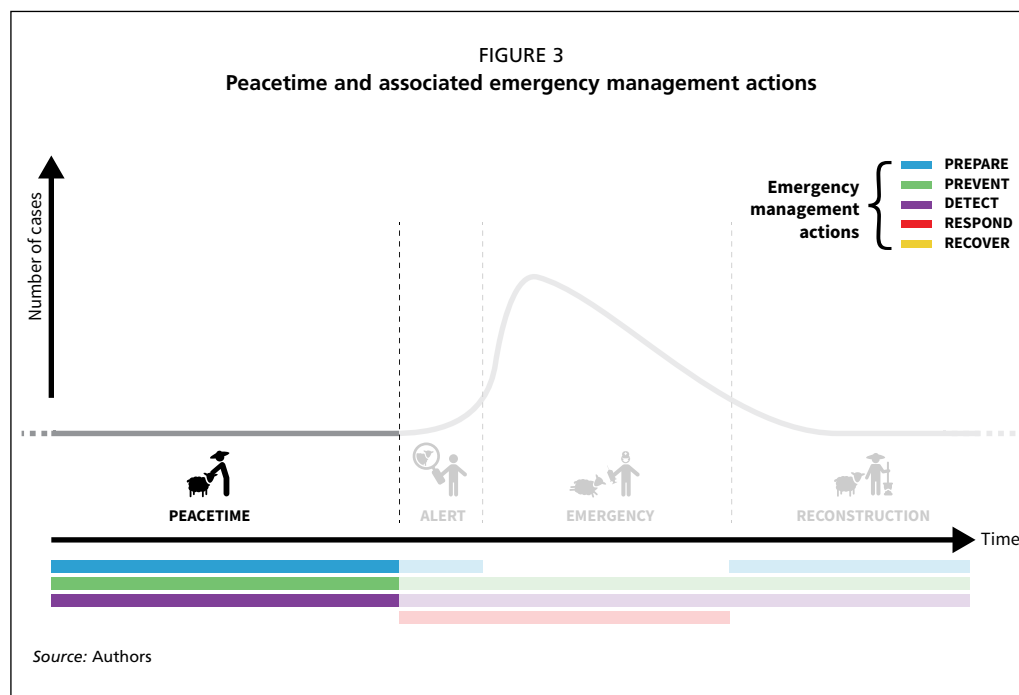 FIGURE 3
Peacetime and associated emergency management actions
Number of cases
Emergency
management
actions
PREPARE
PREVENT
DETECT
RESPOND
RECOVER
PEACETIME
ALERT
EMERGENCY
RECONSTRUCTION
Time
Source: Authors